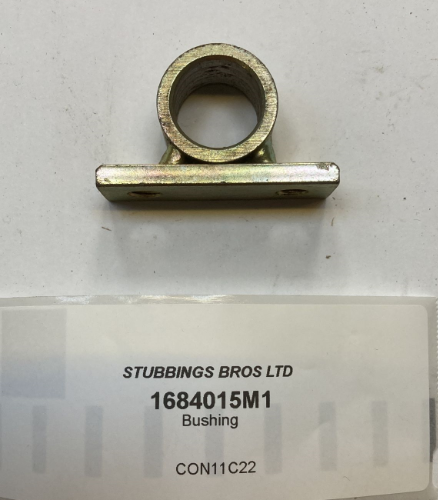 STUBBINGS BROS LTD
1684015M1
Bushing
CON11C22